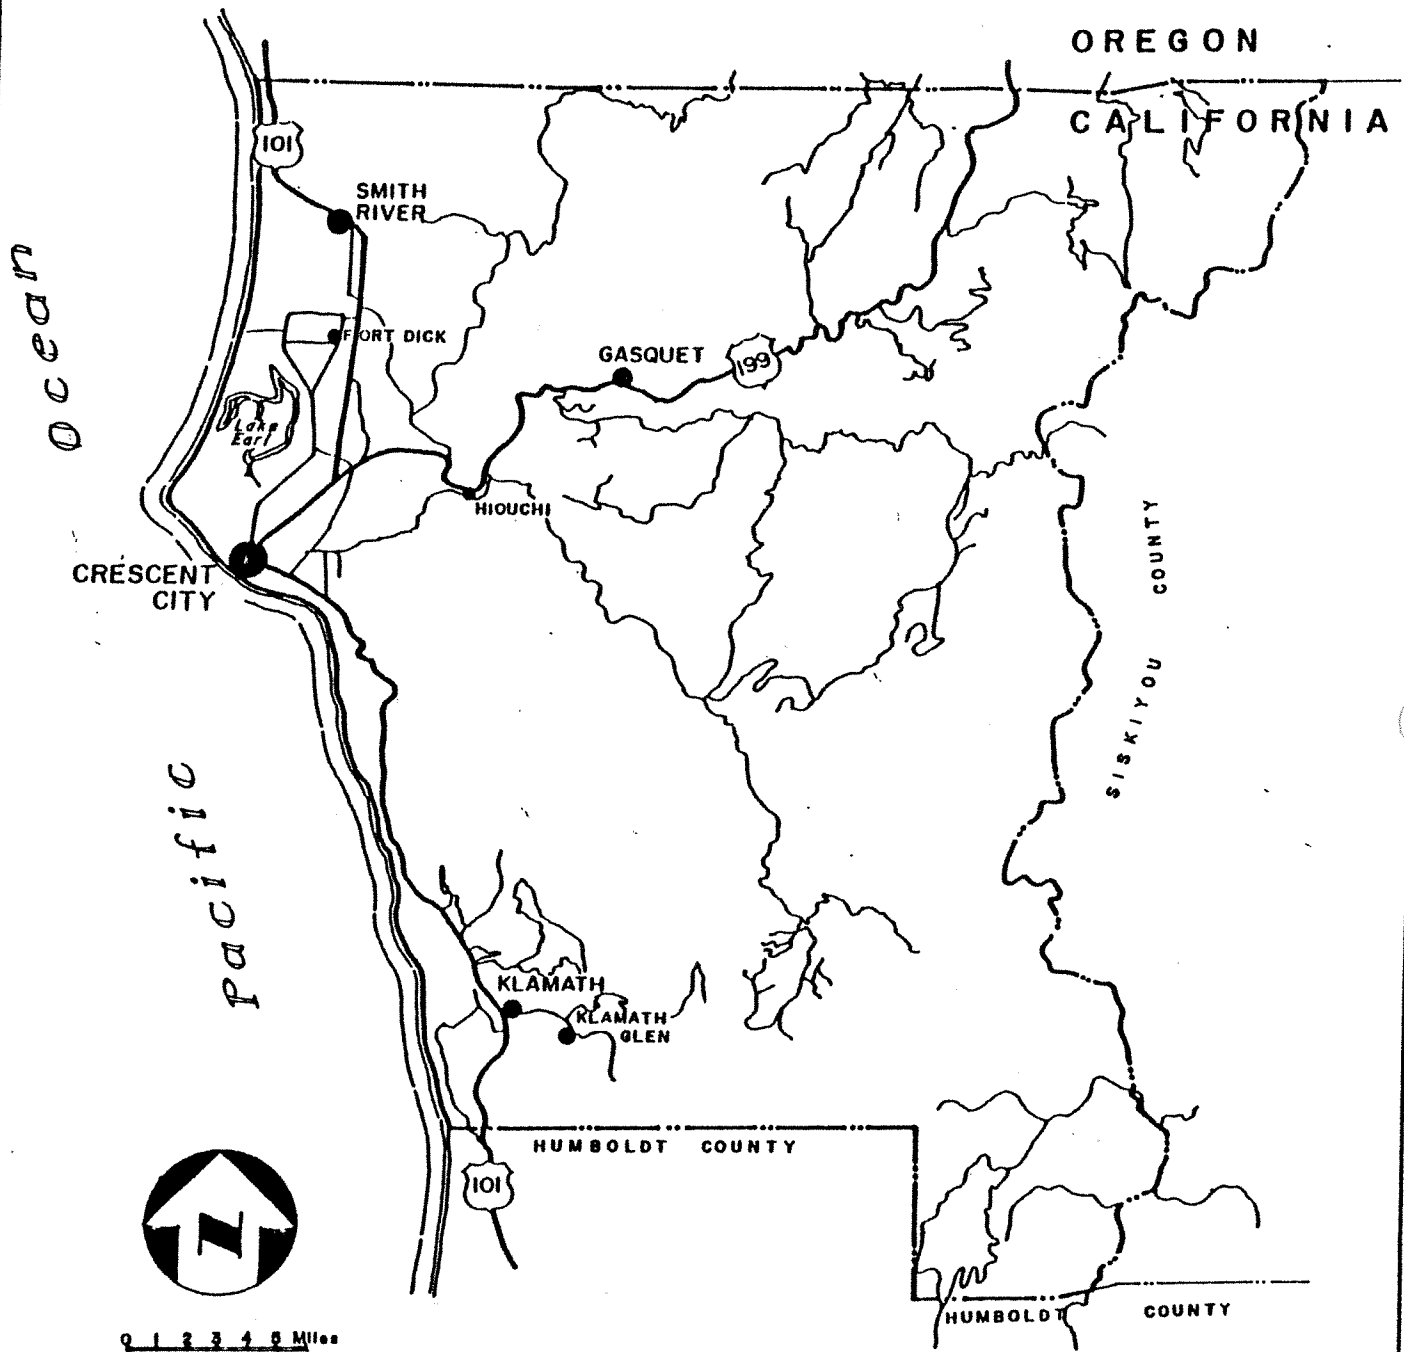 OREGON
CALIFORNIA
101
SMITH
RIVER
Ocean
FORT DICK
GASQUET
199
Lake
Earl
HIOUCHI
CRESCENT
CITY
SISKIYOU COUNTY
Pacific
KLAMATH
KLAMATH
GLEN
HUMBOLDT COUNTY
101
N
HUMBOLDT COUNTY
0 1 2 3 4 5 Miles